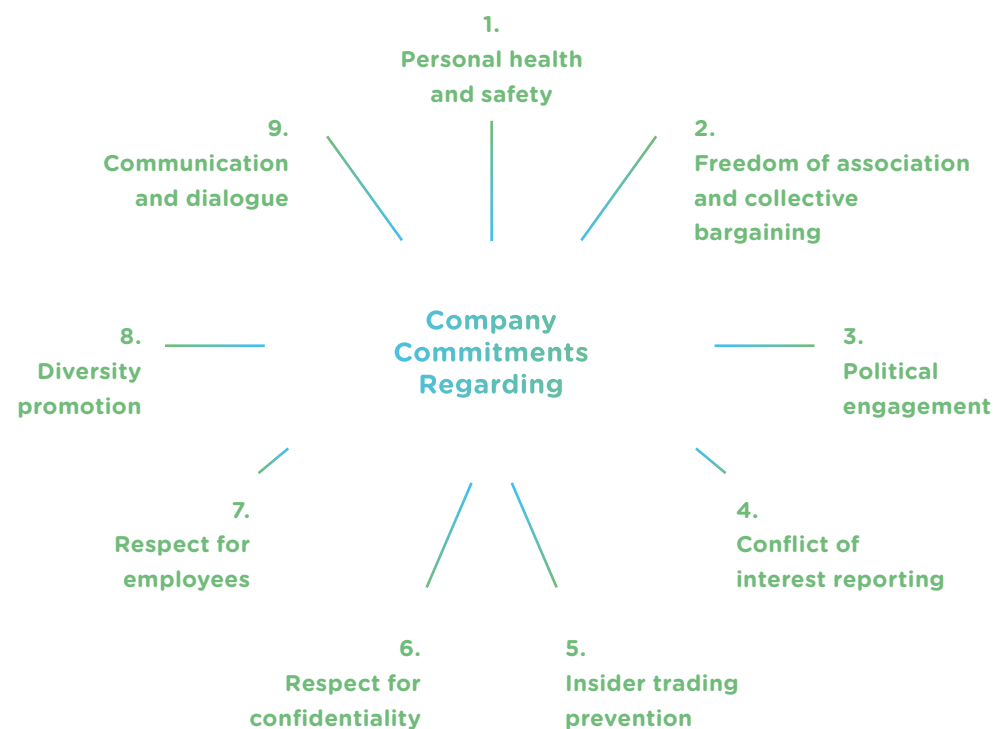 1.
Personal health
and safety
2.
Freedom of association
and collective
bargaining
3.
Political
engagement
4.
Conflict of
interest reporting
5.
Insider trading
prevention
6.
Respect for
confidentiality
7.
Respect for
employees
8.
Diversity
promotion
9.
Communication
and dialogue
Company
Commitments
Regarding